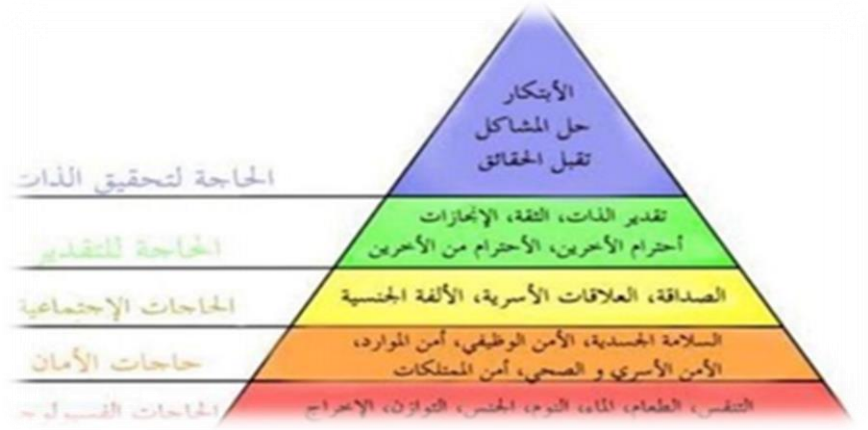 الأبتكار
حل المشاكل
تقبل الحقائق
الحاجة لتحقيق الذات
تقدير الذات، الثقة، الإنجازات
أحترام الأخرين، الأحترام من الأخرين
الحاجة للتقدير
الصداقة، العلاقات الأسرية، الألفة الجنسية
الحاجات الإجتماعية
السلامة الجسدية، الأمن الوظيفي، أمن الموارد،
الأمن الأسري و الصحي، أمن الممتلكات
حاجات الأمان
التنفس، الطعام، الماء، النوم، الجنس، التوازن، الإخراج
الحاجات